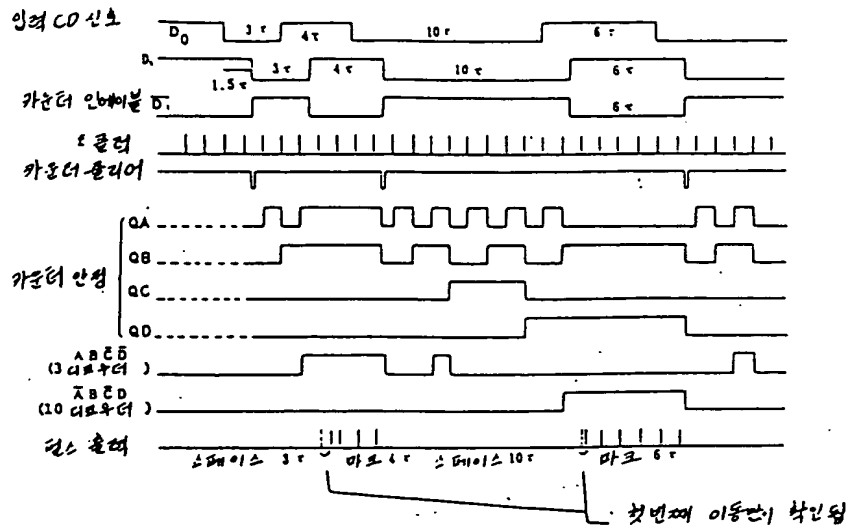 입력 CD 신호
D₀ 3τ 4τ 10τ 6τ
D₁ 1.5τ 3τ 4τ 10τ 6τ
카운터 인에이블 D̄₁ 6τ
클럭
카운터 클리어
QA
QB
카운터 안정
QC
QD
A B C̄ D̄
(3 디코우더 )
Ā B C̄ D
(10 디코우더 )
펄스 출력
스페이스 3τ 마크 4τ 스페이스 10τ 마크 6τ
첫번째 이동만이 확인됨